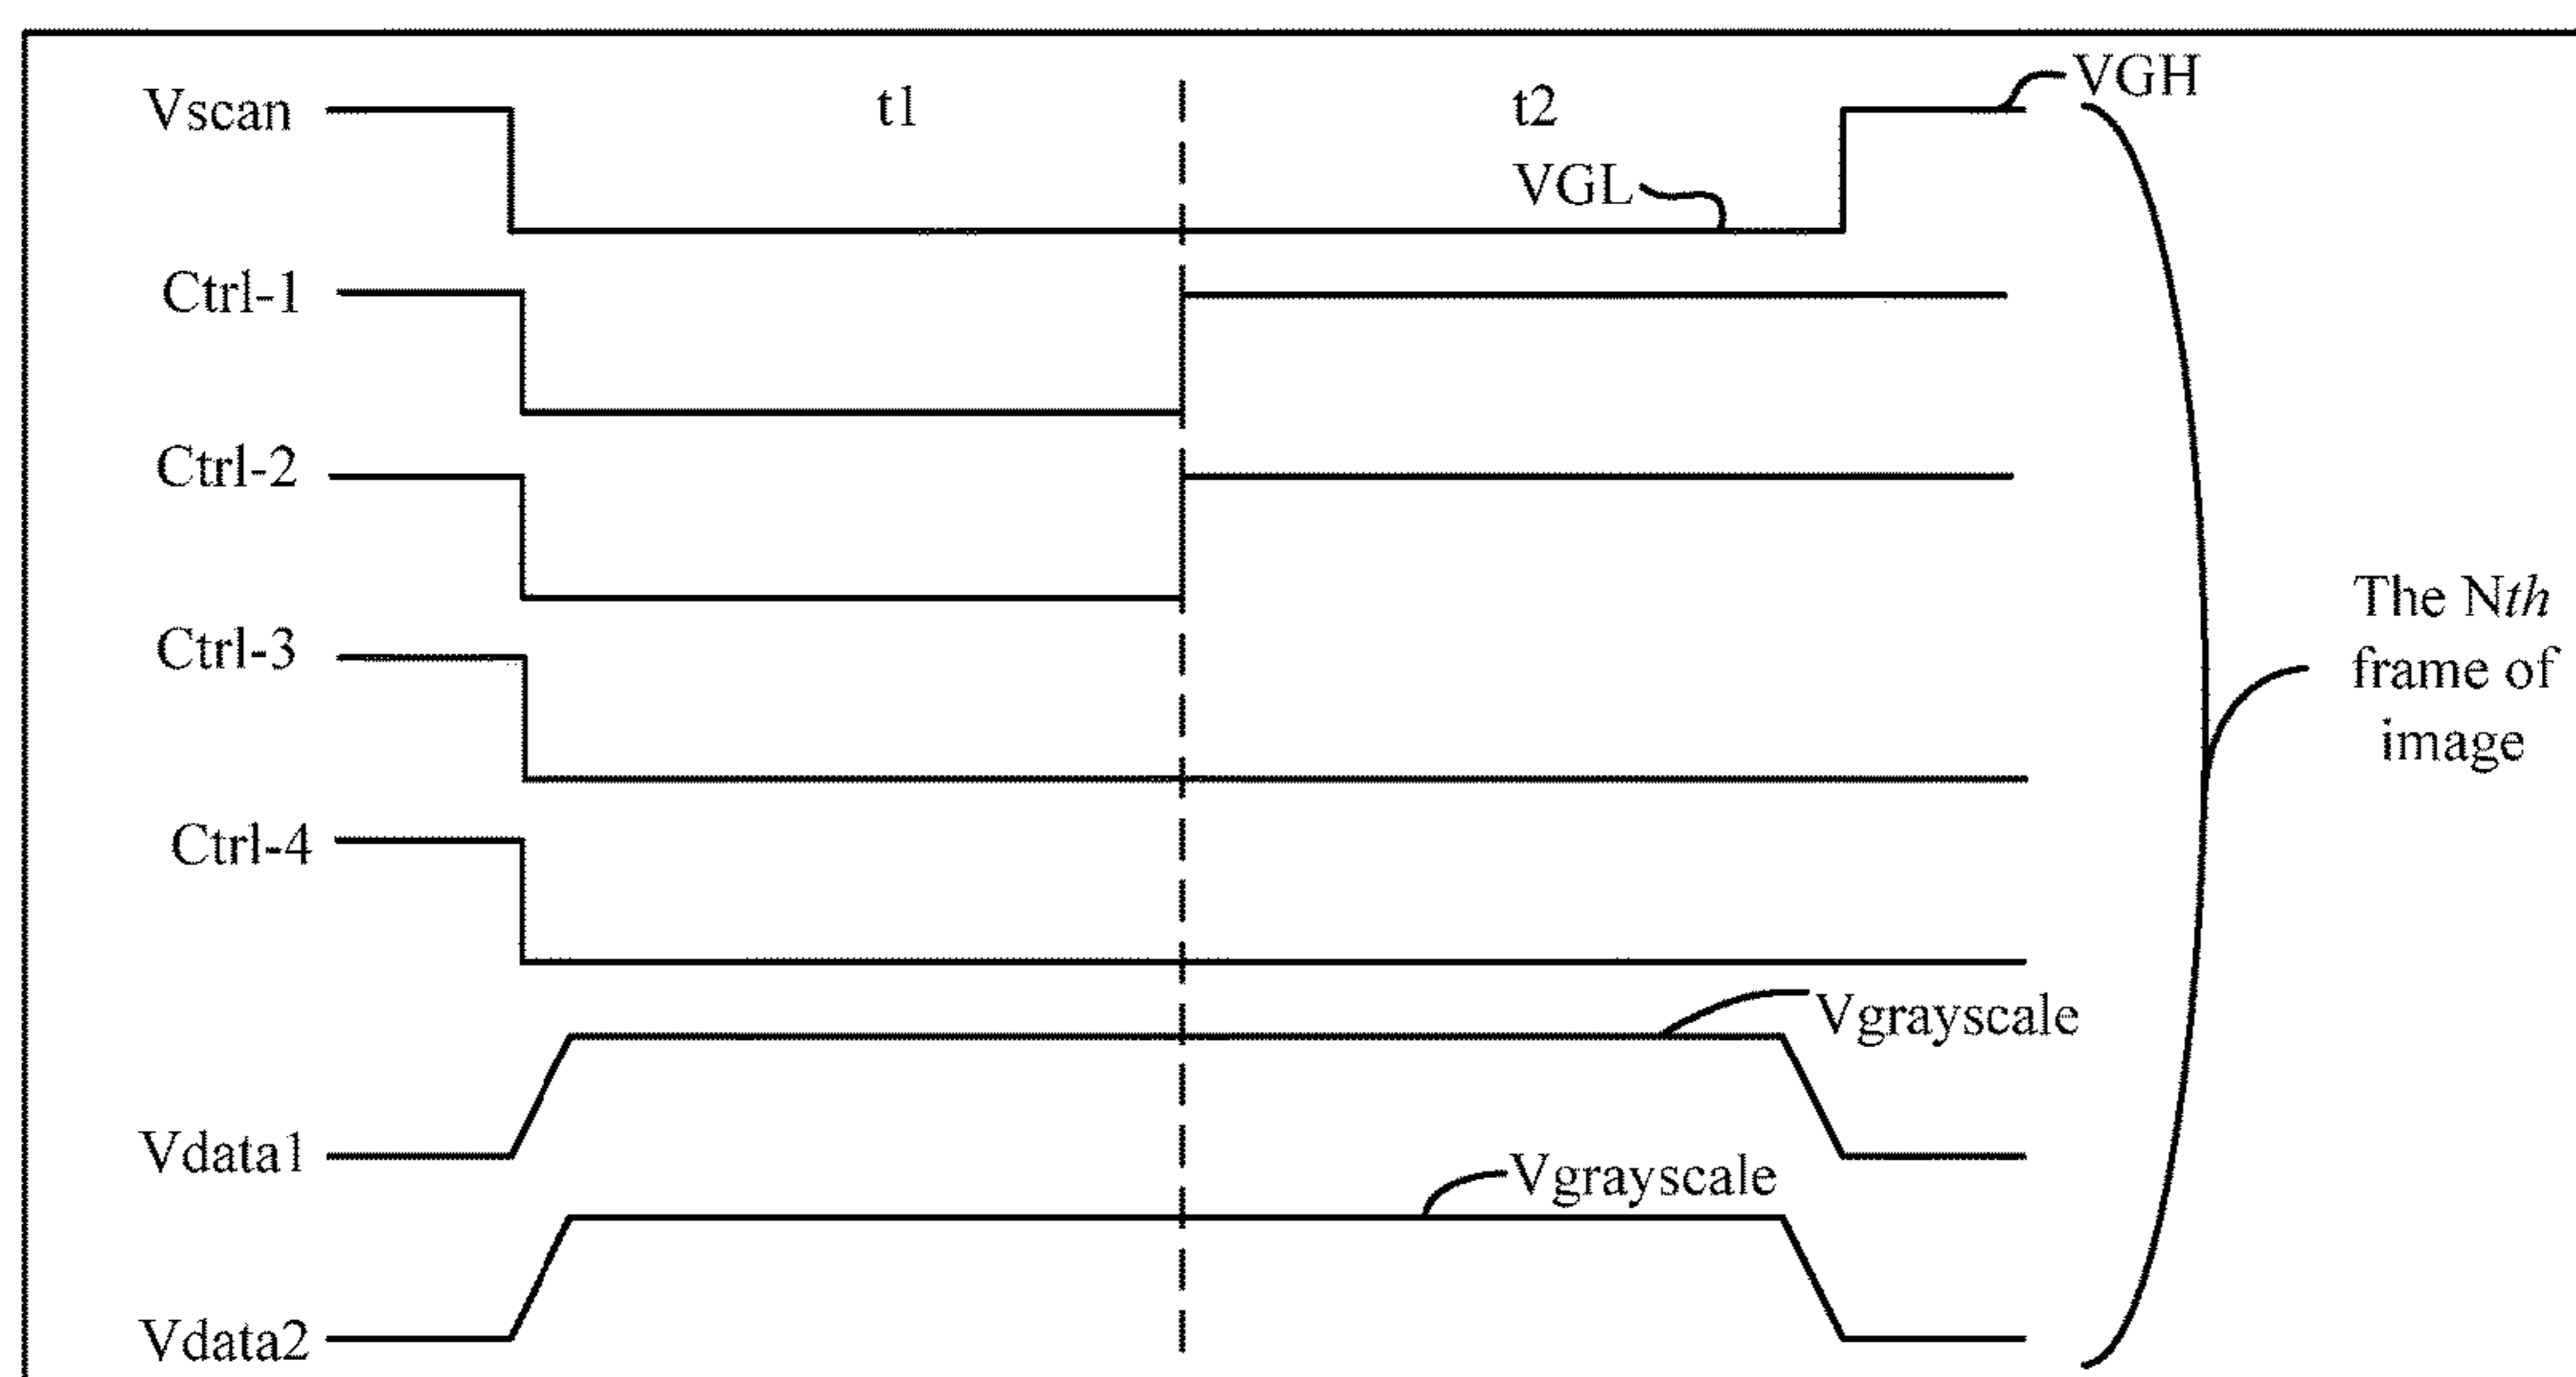 Vscan
t1
t2
VGH
VGL
Ctrl-1
Ctrl-2
Ctrl-3
Ctrl-4
The Nth
frame of
image
Vgrayscale
Vdata1
Vgrayscale
Vdata2